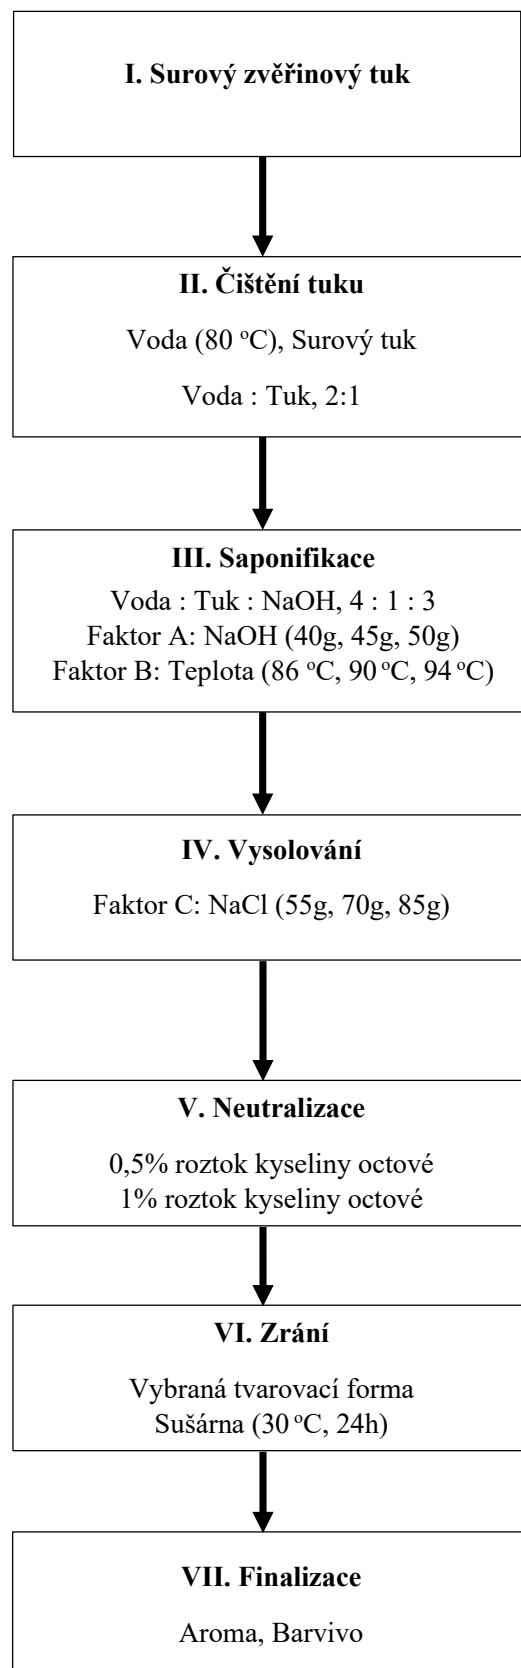 I. Surový zvěřinový tuk
II. Čištění tuku
Voda (80 °C), Surový tuk
Voda : Tuk, 2:1
III. Saponifikace
Voda : Tuk : NaOH, 4 : 1 : 3
Faktor A: NaOH (40g, 45g, 50g)
Faktor B: Teplota (86 °C, 90 °C, 94 °C)
IV. Vysolování
Faktor C: NaCl (55g, 70g, 85g)
V. Neutralizace
0,5% roztok kyseliny octové
1% roztok kyseliny octové
VI. Zrání
Vybraná tvarovací forma
Sušárna (30 °C, 24h)
VII. Finalizace
Aroma, Barvivo